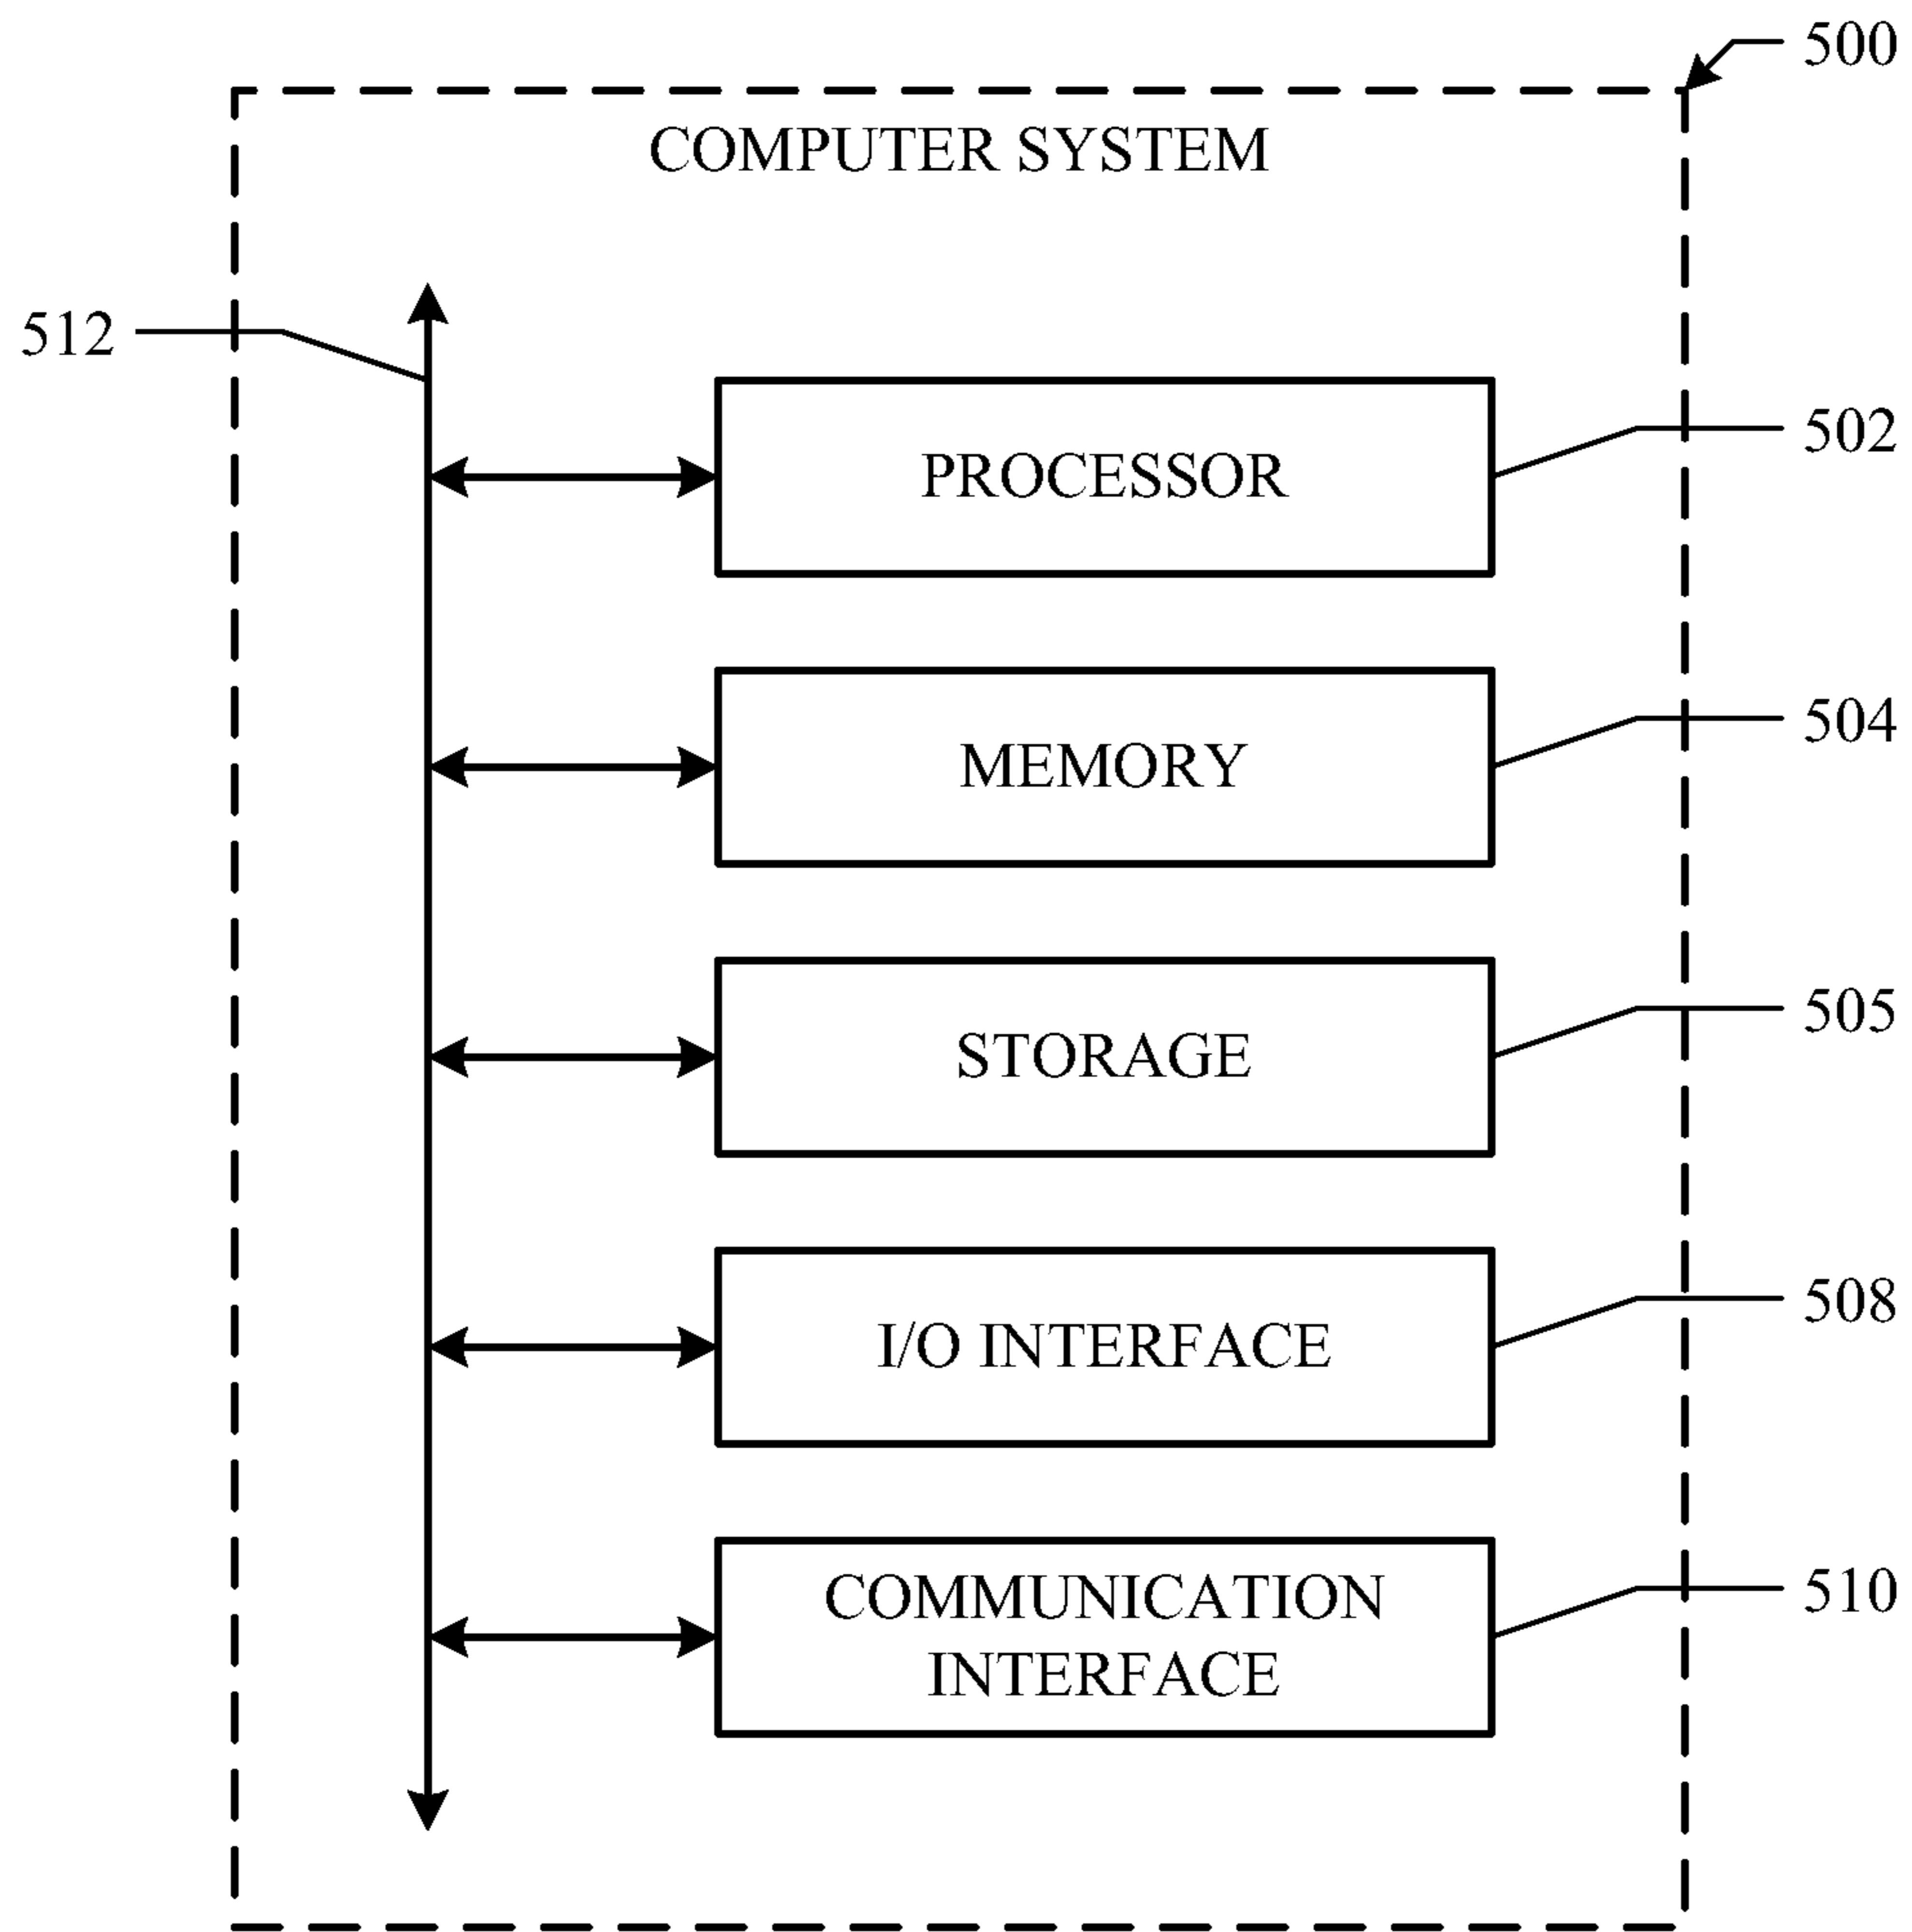 500
COMPUTER SYSTEM
512
502
PROCESSOR
504
MEMORY
505
STORAGE
508
I/O INTERFACE
510
COMMUNICATION
INTERFACE